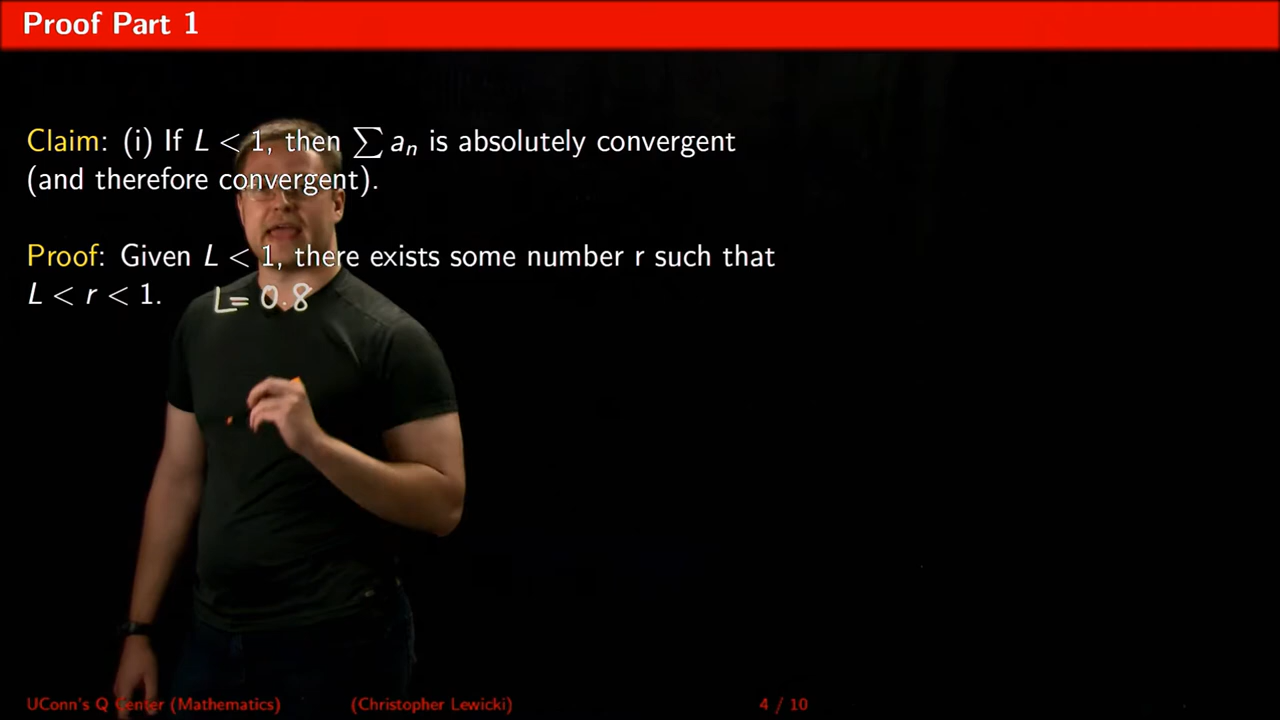 Proof Part 1
Claim: (i) If L < 1, then ∑ aₙ is absolutely convergent
(and therefore convergent).
Proof: Given L < 1, there exists some number r such that
L < r < 1. L= 0.8
UConn's Q Center (Mathematics) (Christopher Lewicki) 4 / 10